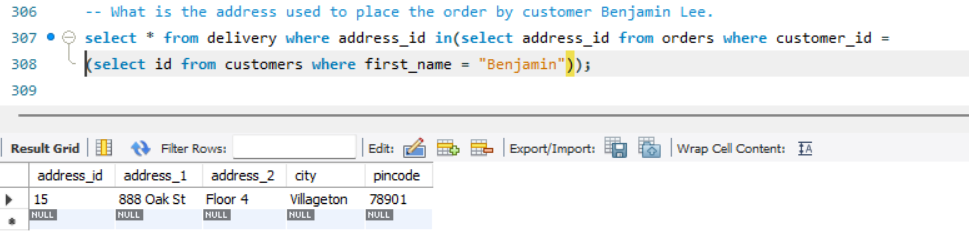 306 -- What is the address used to place the order by customer Benjamin Lee.
307 select * from delivery where address_id in(select address_id from orders where customer_id =
308 (select id from customers where first_name = "Benjamin"));
309
Result Grid Filter Rows: Edit: Export/Import: Wrap Cell Content: IA
address_id address_1 address_2 city pincode
15 888 Oak St Floor 4 Villageton 78901
NULL NULL NULL NULL NULL